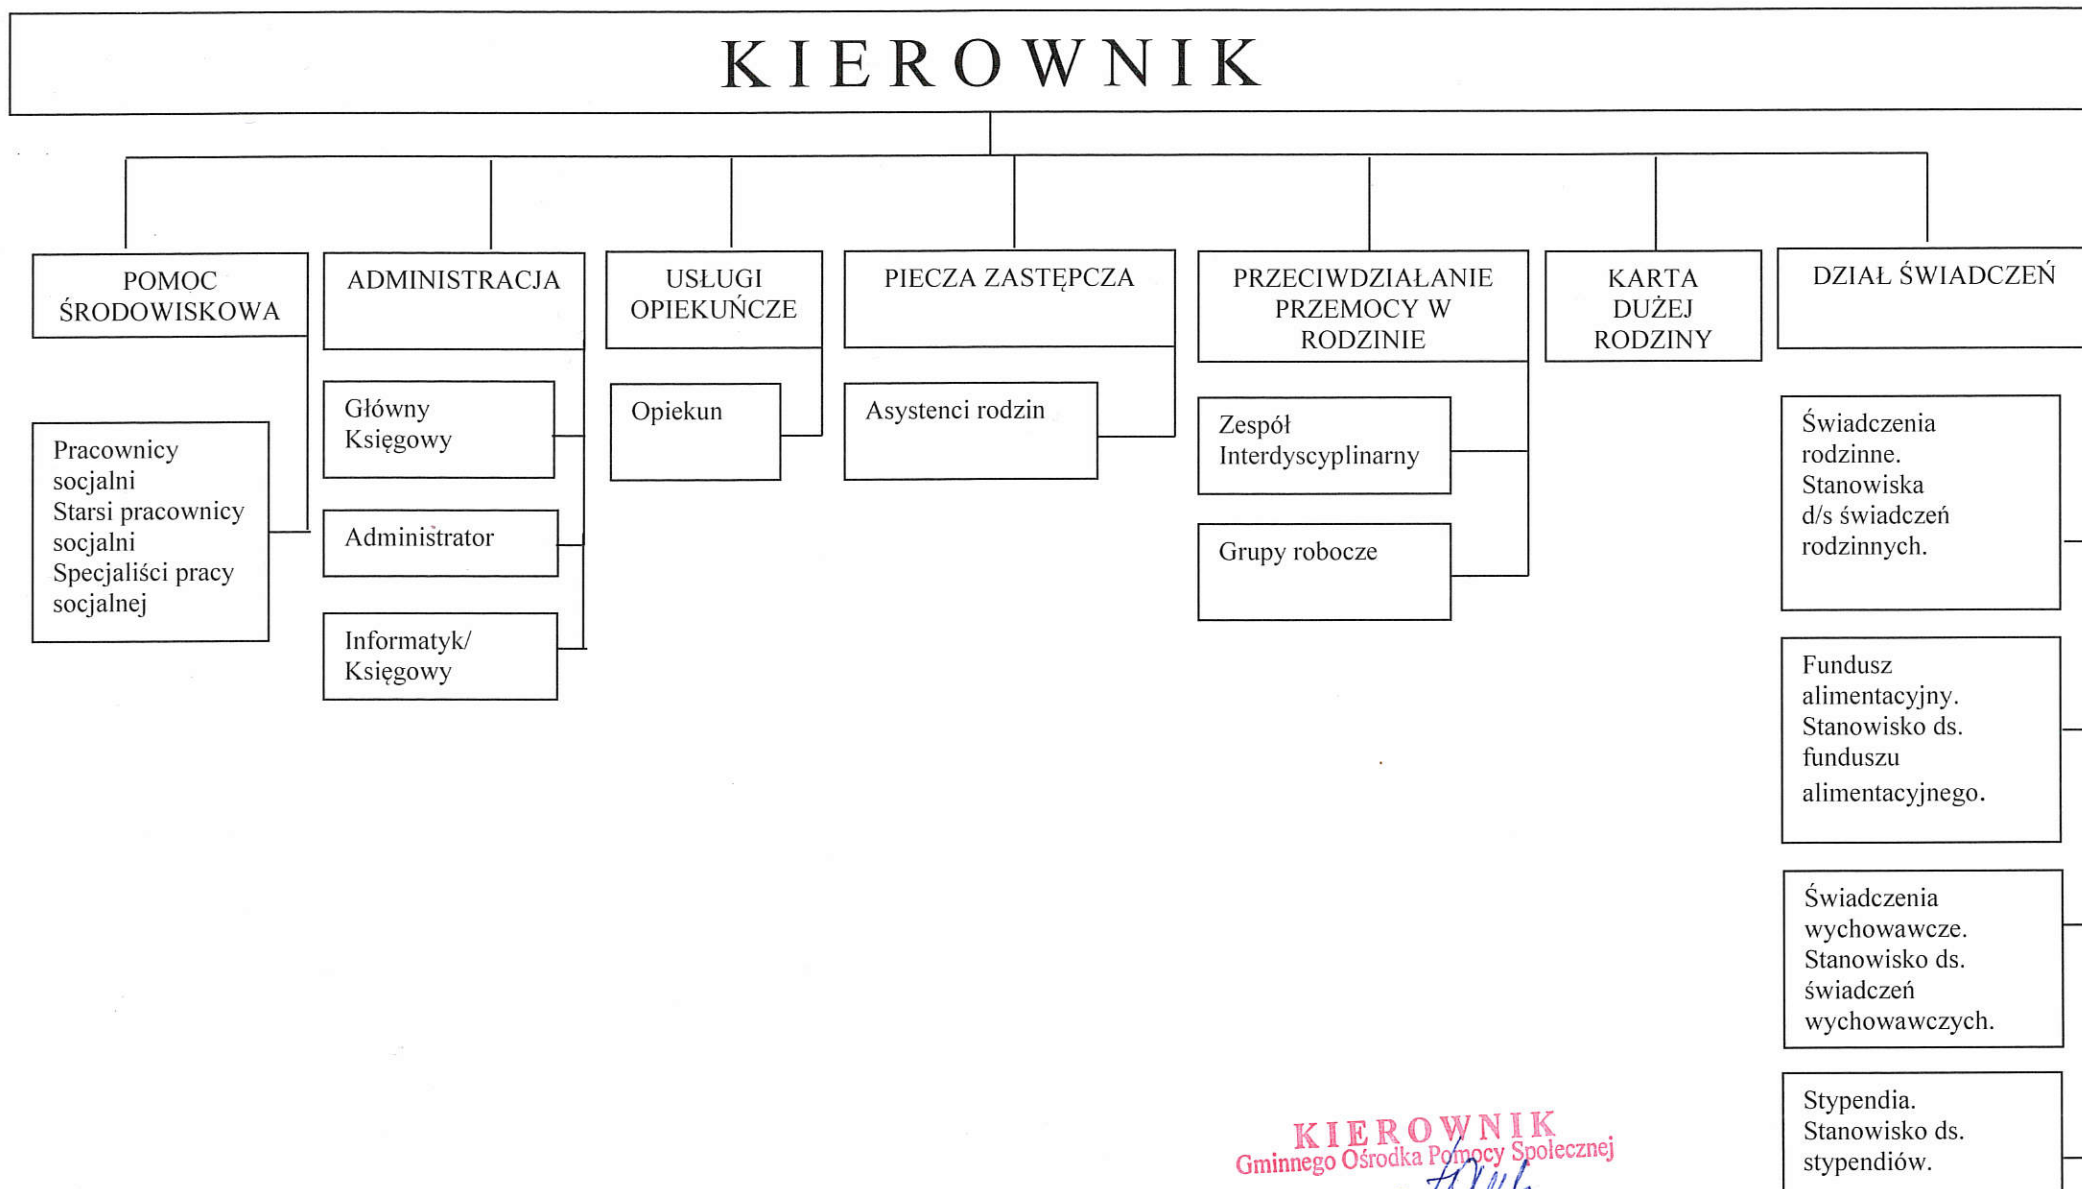 KIEROWNIK
POMOC
ŚRODOWISKOWA
Pracownicy
socjalni
Starsi pracownicy
socjalni
Specjaliści pracy
socjalnej
ADMINISTRACJA
Główny
Księgowy
Administrator
Informatyk/
Księgowy
USŁUGI
OPIEKUŃCZE
Opiekun
PIECZA ZASTĘPCZA
Asystenci rodzin
PRZECIWDZIAŁANIE
PRZEMOCY W
RODZINIE
Zespół
Interdyscyplinarny
Grupy robocze
KARTA
DUŻEJ
RODZINY
DZIAŁ ŚWIADCZEŃ
Świadczenia
rodzinne.
Stanowiska
d/s świadczeń
rodzinnych.
Fundusz
alimentacyjny.
Stanowisko ds.
funduszu
alimentacyjnego.
Świadczenia
wychowawcze.
Stanowisko ds.
świadczeń
wychowawczych.
Stypendia.
Stanowisko ds.
stypendiów.
KIEROWNIK
Gminnego Ośrodka Pomocy Społecznej